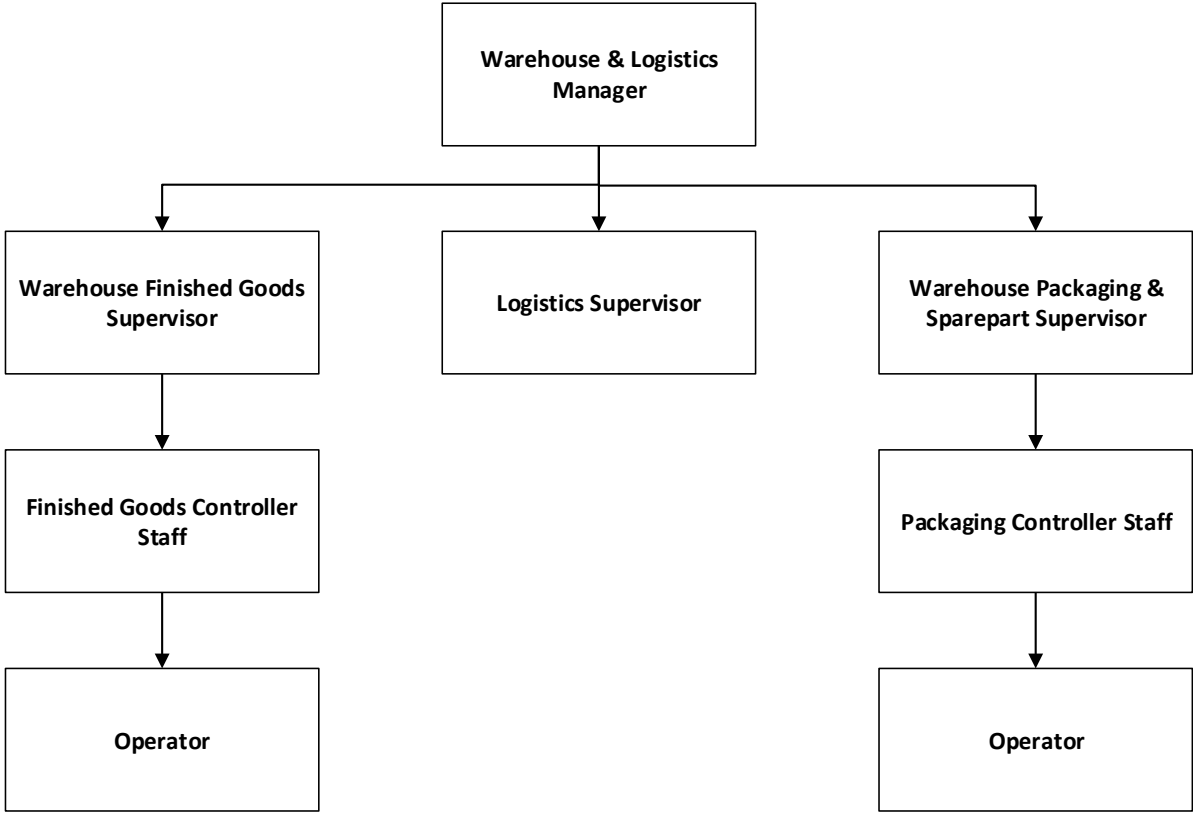 Warehouse & Logistics
Manager
Warehouse Finished Goods
Supervisor
Logistics Supervisor
Warehouse Packaging &
Sparepart Supervisor
Finished Goods Controller
Staff
Packaging Controller Staff
Operator
Operator